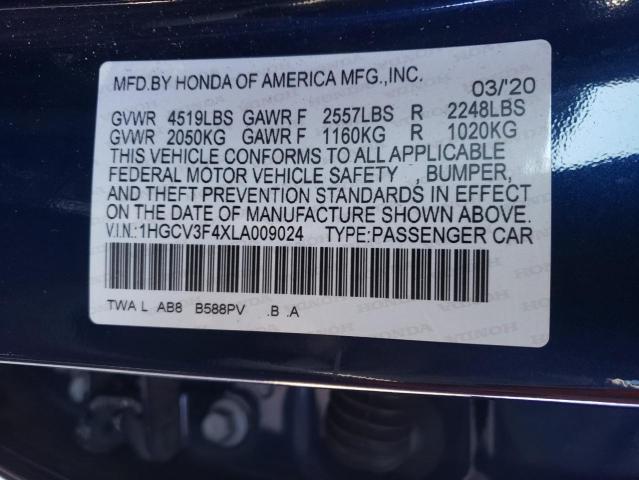 MFD.BY HONDA OF AMERICA MFG.,INC. 03/'20
GVWR 4519LBS GAWR F 2557LBS R 2248LBS
GVWR 2050KG GAWR F 1160KG R 1020KG
THIS VEHICLE CONFORMS TO ALL APPLICABLE
FEDERAL MOTOR VEHICLE SAFETY , BUMPER,
AND THEFT PREVENTION STANDARDS IN EFFECT
ON THE DATE OF MANUFACTURE SHOWN ABOVE.
V.I.N.:1HGCV3F4XLA009024 TYPE:PASSENGER CAR
TWA L AB8 B588PV .B .A